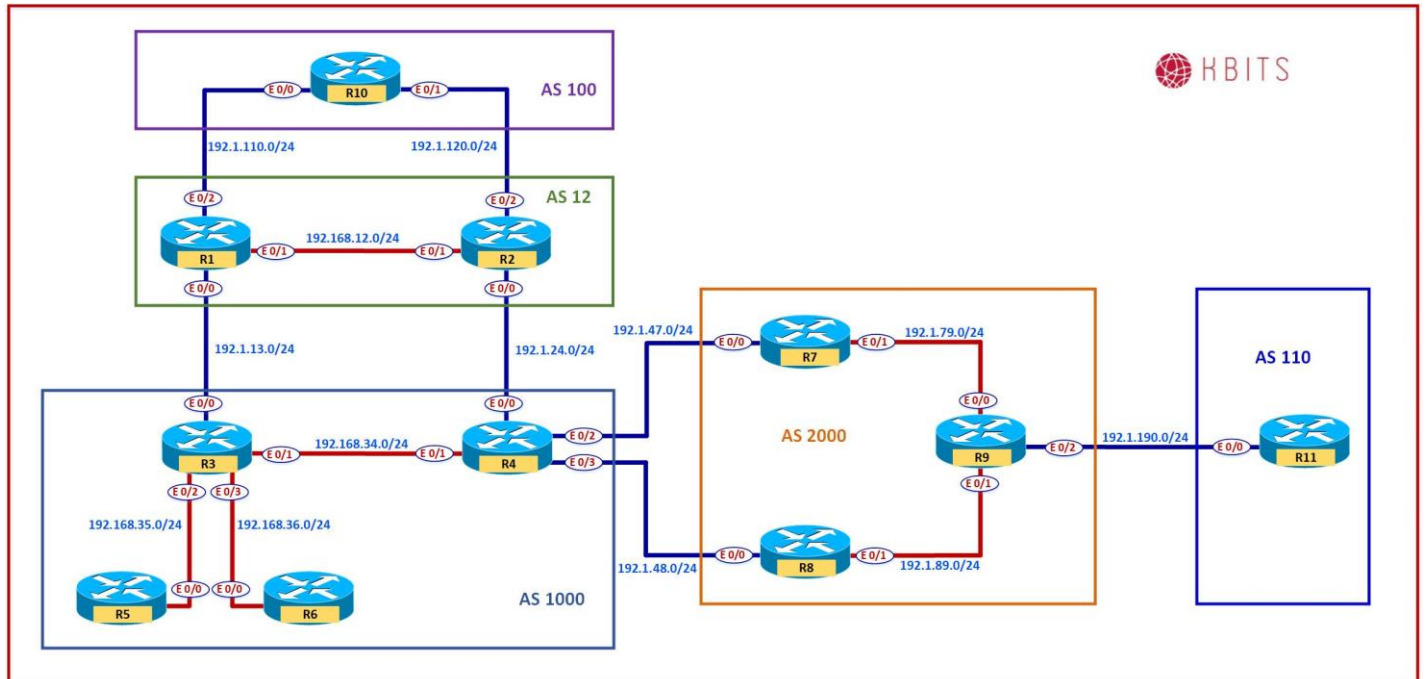 KBITS
AS 100
E 0/0
R10
E 0/1
192.1.110.0/24
192.1.120.0/24
AS 12
E 0/2
E 0/2
192.168.12.0/24
R1
E 0/1
E 0/1
R2
E 0/0
E 0/0
192.1.13.0/24
192.1.24.0/24
AS 1000
E 0/0
E 0/0
192.168.34.0/24
R3
E 0/1
E 0/1
R4
E 0/2
E 0/3
E 0/2
E 0/3
192.168.35.0/24
192.168.36.0/24
E 0/0
E 0/0
R5
R6
192.1.47.0/24
192.1.48.0/24
AS 2000
E 0/0
R7
E 0/1
192.1.79.0/24
E 0/0
R9
E 0/2
E 0/1
E 0/0
R8
E 0/1
192.1.89.0/24
192.1.190.0/24
AS 110
E 0/0
R11